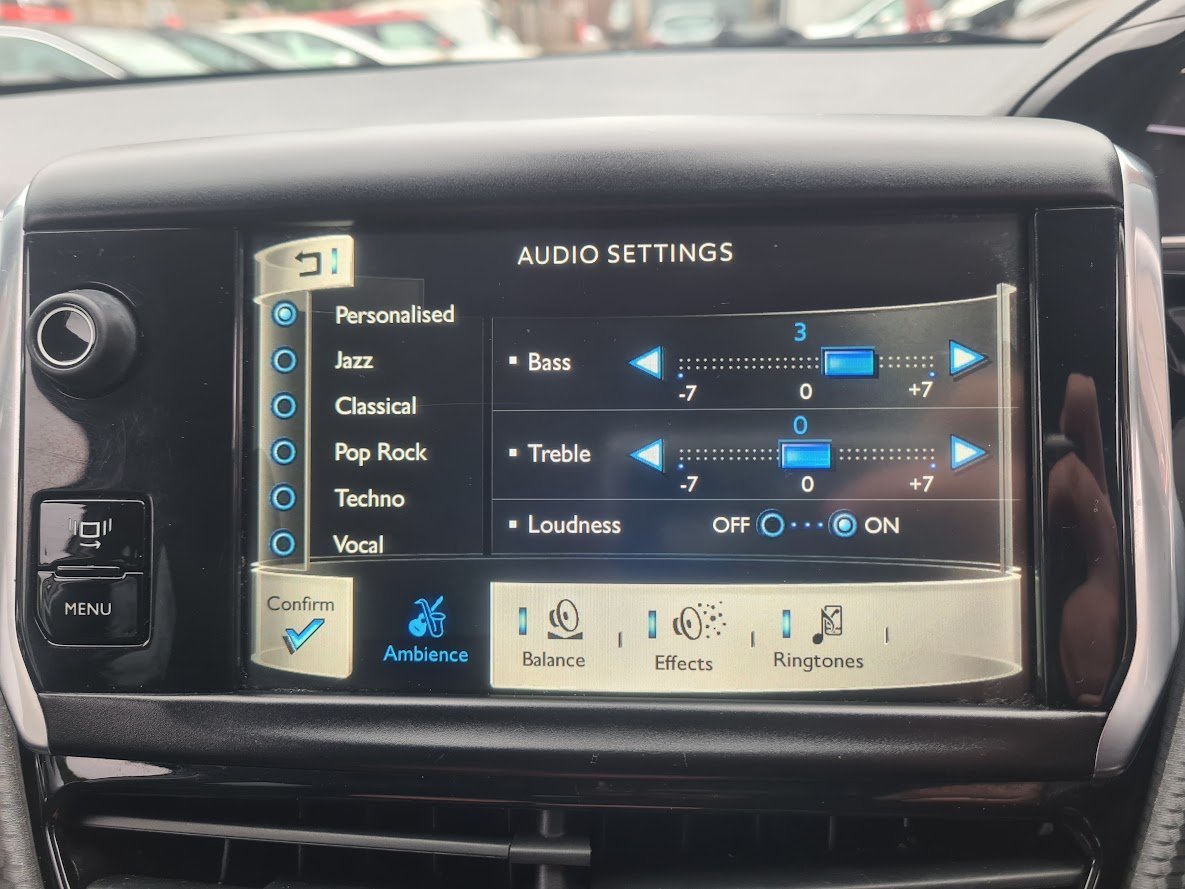 AUDIO SETTINGS
Personalised
Jazz
Classical
Pop Rock
Techno
Vocal
3
Bass
-7 0 +7
0
Treble
-7 0 +7
Loudness OFF ON
MENU
Confirm
Ambience
Balance
Effects
Ringtones